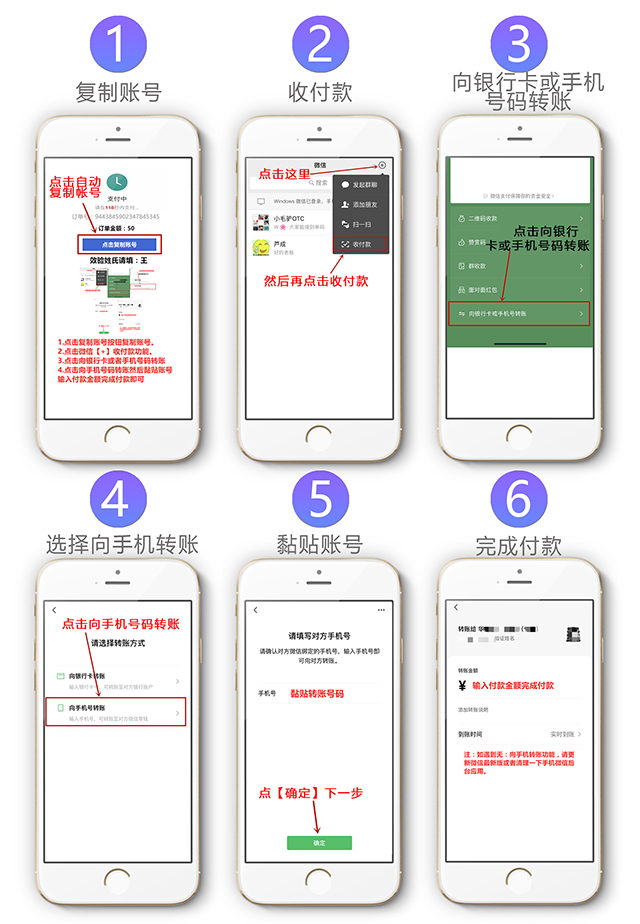 1
复制账号
2
收付款
3
向银行卡或手机
号码转账
点击自动
复制帐号
支付中
请在118秒内支付...
订单号:9443845902347845345
订单金额:50
点击复制账号
效验姓氏请填:王
1.点击复制账号按钮复制账号。
2.点击微信【+】收付款功能。
3.点击向银行卡或者手机号码转账
4.点击向手机号码转账然后黏贴账号
输入付款金额完成付款即可
微信
点击这里
搜索
Windows 微信已登录,手
小毛驴OTC
芦成
好的老板
发起群聊
添加朋友
扫一扫
收付款
然后再点击收付款
微信支付保障你的资金安全
二维码收款
赞赏码
群收款
面对面红包
向银行卡或手机号转账
点击向银行
卡或手机号码转账
4
选择向手机转账
5
黏贴账号
6
完成付款
点击向手机号码转账
请选择转账方式
向银行卡转账
输入银行卡号,可转账至对方银行账户
向手机号转账
输入手机号,可转账至对方微信零钱
请填写对方手机号
请确认对方微信绑定的手机号,输入手机号即
可向对方转账。
手机号
黏贴转账号码
点【确定】下一步
确定
转账给 华
验证姓名
转账金额
¥ 输入付款金额完成付款
添加转账说明
到账时间
实时到账
注:如遇到无:向手机转账功能,请更
新微信最新版或者清理一下手机微信后
台应用。